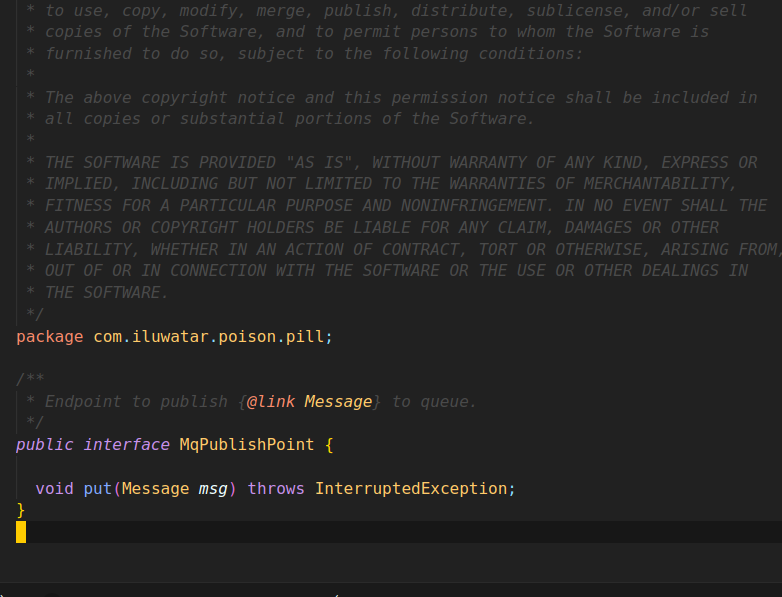 * to use, copy, modify, merge, publish, distribute, sublicense, and/or sell
* copies of the Software, and to permit persons to whom the Software is
* furnished to do so, subject to the following conditions:
*
* The above copyright notice and this permission notice shall be included in
* all copies or substantial portions of the Software.
*
* THE SOFTWARE IS PROVIDED "AS IS", WITHOUT WARRANTY OF ANY KIND, EXPRESS OR
* IMPLIED, INCLUDING BUT NOT LIMITED TO THE WARRANTIES OF MERCHANTABILITY,
* FITNESS FOR A PARTICULAR PURPOSE AND NONINFRINGEMENT. IN NO EVENT SHALL THE
* AUTHORS OR COPYRIGHT HOLDERS BE LIABLE FOR ANY CLAIM, DAMAGES OR OTHER
* LIABILITY, WHETHER IN AN ACTION OF CONTRACT, TORT OR OTHERWISE, ARISING FROM,
* OUT OF OR IN CONNECTION WITH THE SOFTWARE OR THE USE OR OTHER DEALINGS IN
* THE SOFTWARE.
*/
package com.iluwatar.poison.pill;
/**
* Endpoint to publish {@link Message} to queue.
*/
public interface MqPublishPoint {
void put(Message msg) throws InterruptedException;
}